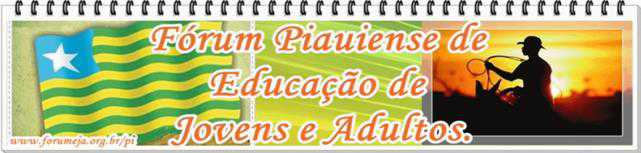 Fórum Piauiense de
Educação de
Jovens e Adultos.
www.forumeja.org.br/pi